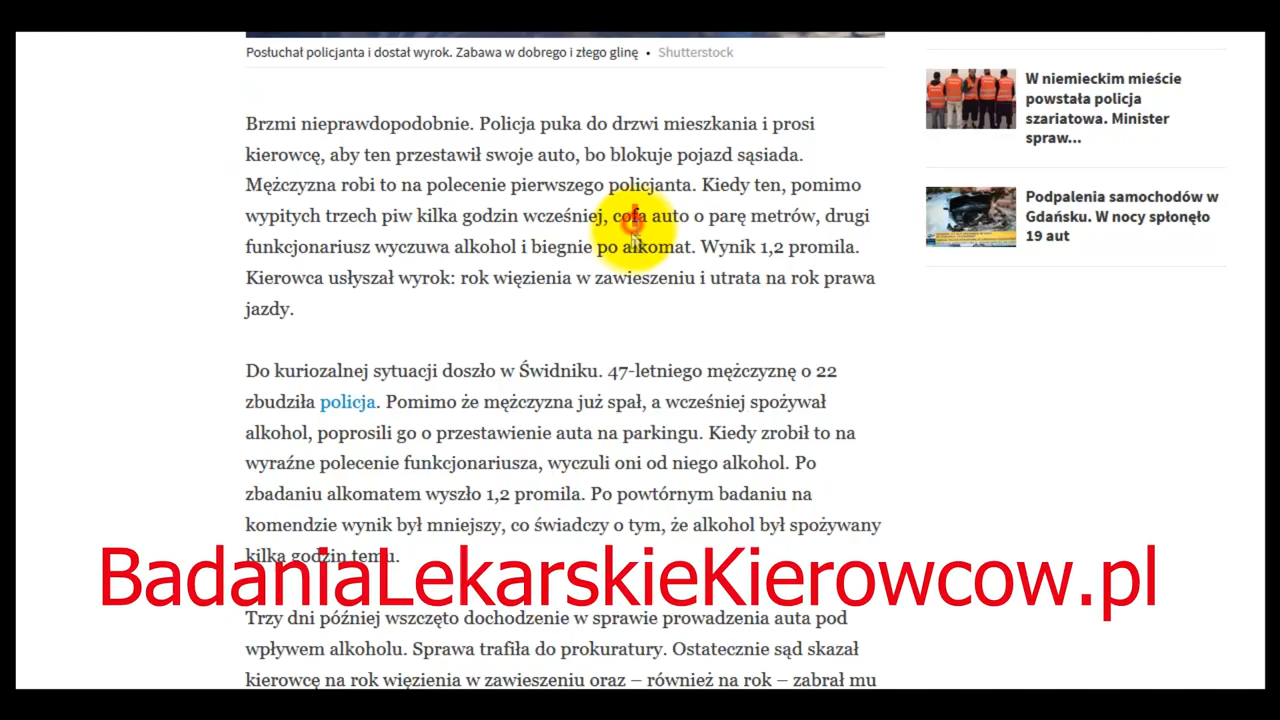 Posłuchał policjanta i dostał wyrok. Zabawa w dobrego i złego glinę • Shutterstock
Brzmi nieprawdopodobnie. Policja puka do drzwi mieszkania i prosi
kierowcę, aby ten przestawił swoje auto, bo blokuje pojazd sąsiada.
Mężczyzna robi to na polecenie pierwszego policjanta. Kiedy ten, pomimo
wypitych trzech piw kilka godzin wcześniej, cofa auto o parę metrów, drugi
funkcjonariusz wyczuwa alkohol i biegnie po alkomat. Wynik 1,2 promila.
Kierowca usłyszał wyrok: rok więzienia w zawieszeniu i utrata na rok prawa
jazdy.
Do kuriozalnej sytuacji doszło w Świdniku. 47-letniego mężczyznę o 22
zbudziła policja. Pomimo że mężczyzna już spał, a wcześniej spożywał
alkohol, poprosili go o przestawienie auta na parkingu. Kiedy zrobił to na
wyraźne polecenie funkcjonariusza, wyczuli oni od niego alkohol. Po
zbadaniu alkomatem wyszło 1,2 promila. Po powtórnym badaniu na
komendzie wynik był mniejszy, co świadczy o tym, że alkohol był spożywany
kilka godzin temu.
BadaniaLekarskieKierowcow.pl
Trzy dni później wszczęto dochodzenie w sprawie prowadzenia auta pod
wpływem alkoholu. Sprawa trafiła do prokuratury. Ostatecznie sąd skazał
kierowcę na rok więzienia w zawieszeniu oraz – również na rok – zabrał mu
W niemieckim mieście
powstała policja
szariatowa. Minister
spraw...
Podpalenia samochodów w
Gdańsku. W nocy spłonęło
19 aut